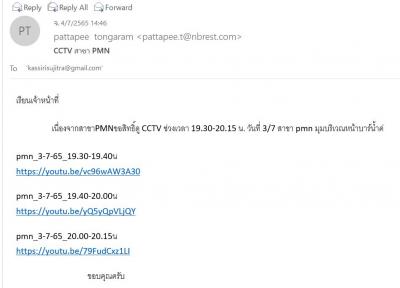 Reply Reply All Forward
จ. 4/7/2565 14:46
PT
pattapee tongaram <pattapee.t@nbrest.com>
CCTV สาขา PMN
To 'kassirisujitra@gmail.com'
เรียนเจ้าหน้าที่
เนื่องจากสาขาPMNขอสิทธิ์ดู CCTV ช่วงเวลา 19.30-20.15 น. วันที่ 3/7 สาขา pmn มุมบริเวณหน้าบาร์น้ำค่
pmn_3-7-65_19.30-19.40น
https://youtu.be/vc96wAW3A30
pmn_3-7-65_19.40-20.00น
https://youtu.be/yQ5yQpVLjQY
pmn_3-7-65_20.00-20.15น
https://youtu.be/79FudCxz1LI
ขอบคุณครับ